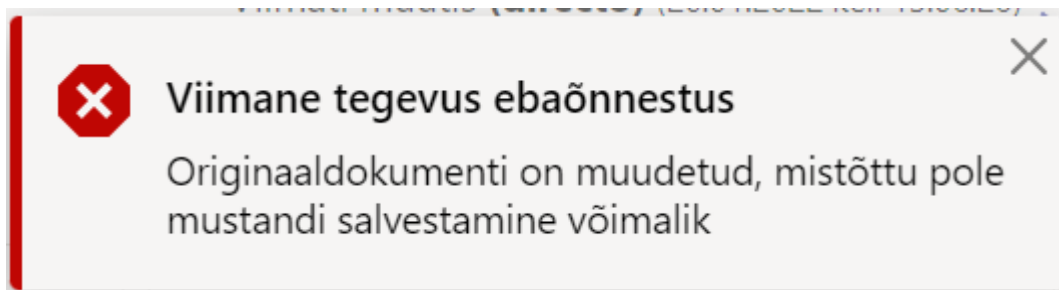 Viimane tegevus ebaõnnestus
Originaaldokumenti on muudetud, mistõttu pole
mustandi salvestamine võimalik